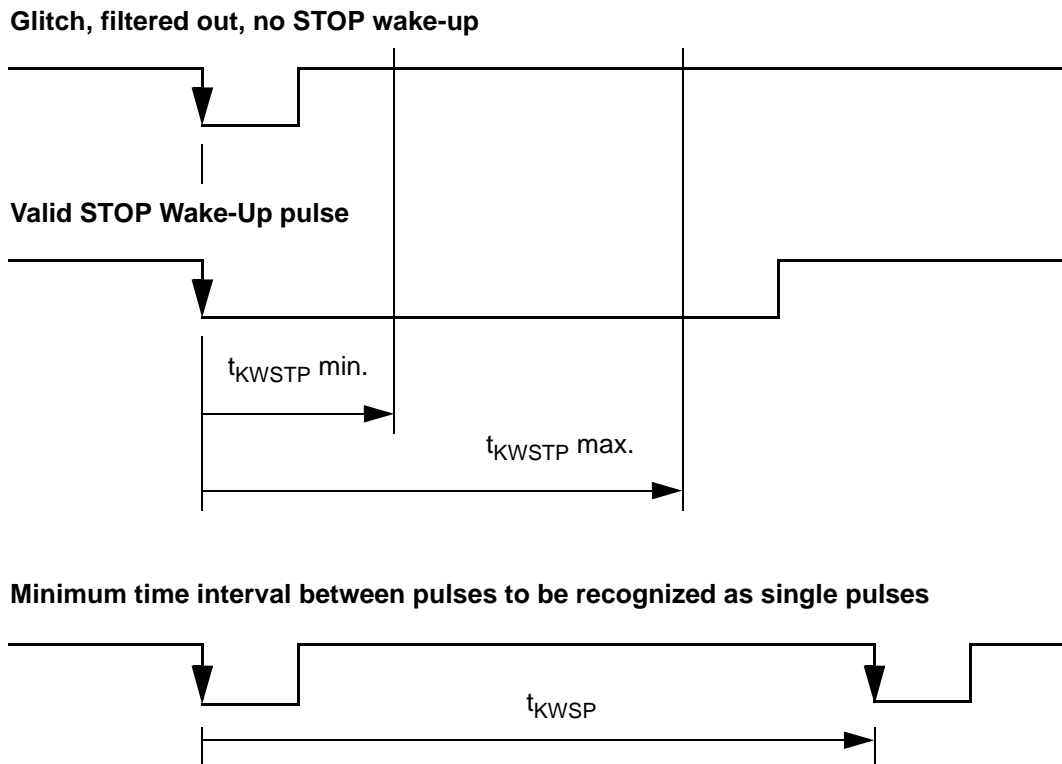 Glitch, filtered out, no STOP wake-up
Valid STOP Wake-Up pulse
tKWSTP min.
tKWSTP max.
Minimum time interval between pulses to be recognized as single pulses
tKWSP